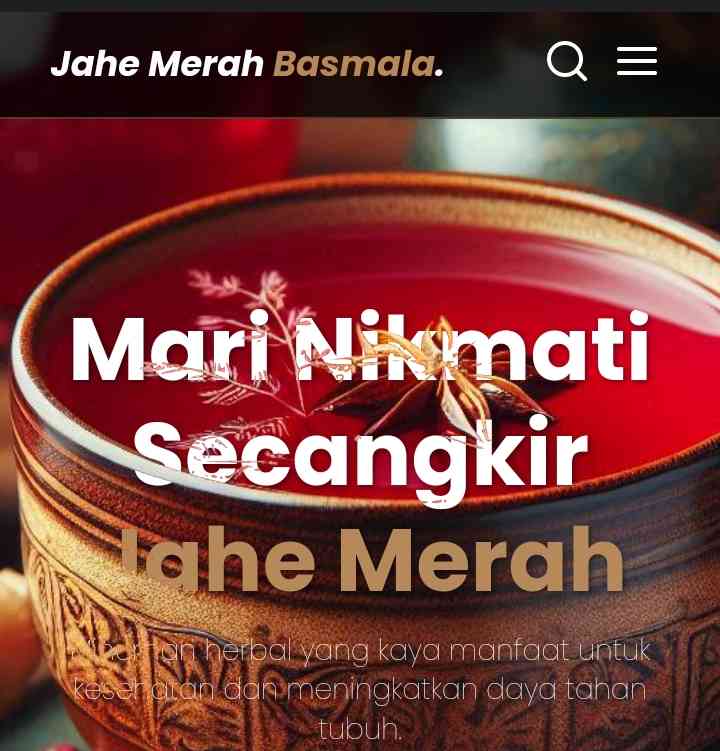 Jahe Merah Basmala.
Mari Nikmati
Secangkir
Jahe Merah
Minuman herbal yang kaya manfaat untuk
kesehatan dan meningkatkan daya tahan
tubuh.